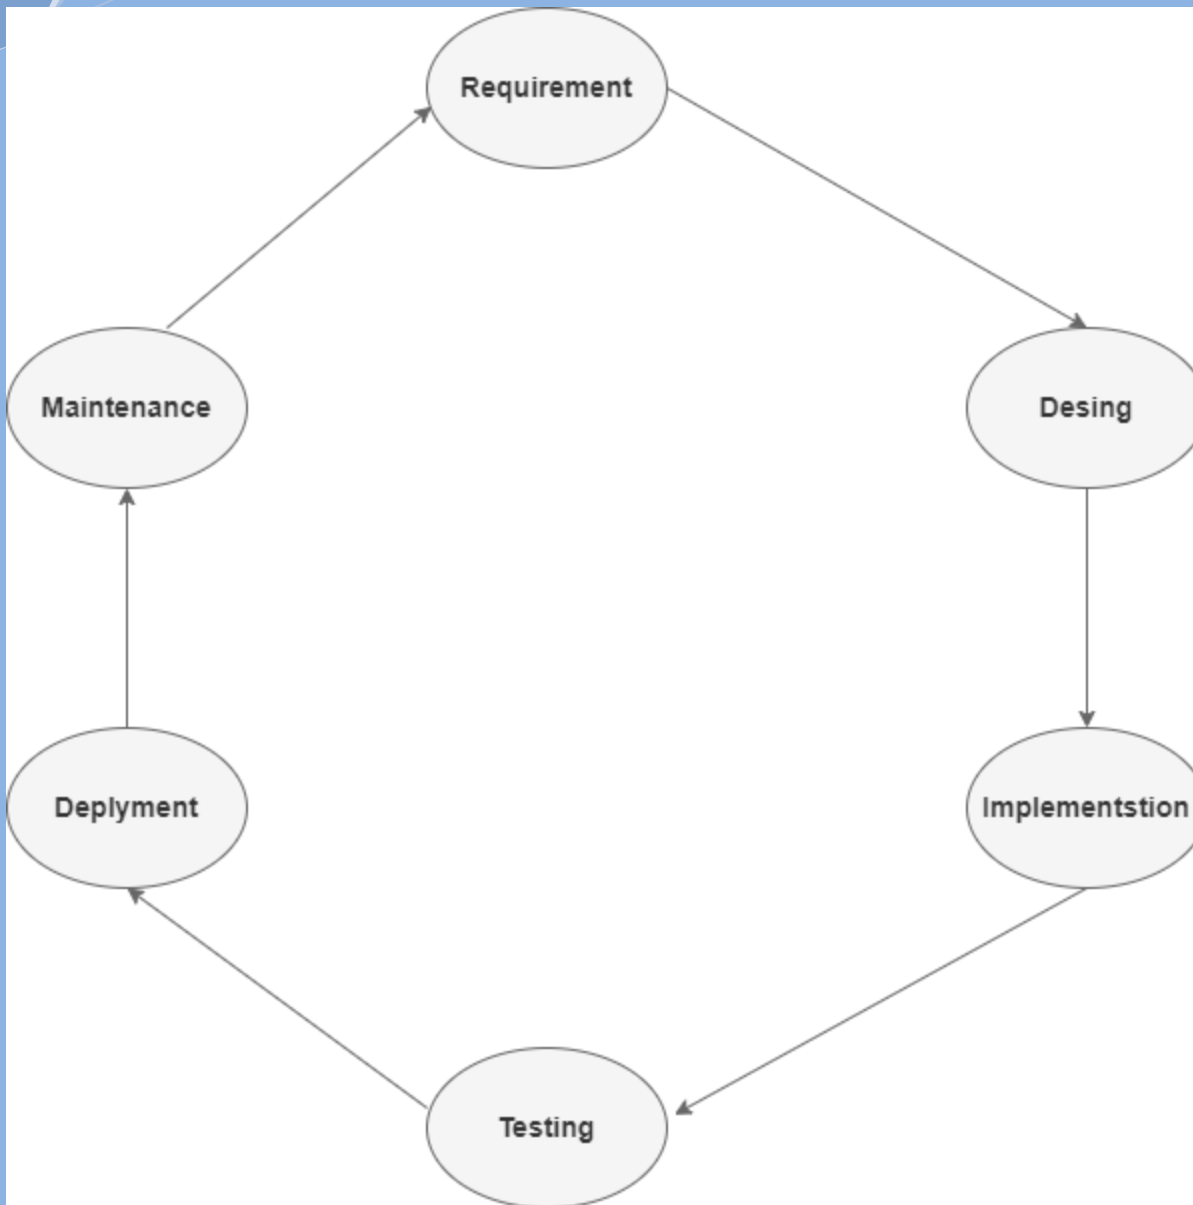 Requirement
Desing
Implementstion
Testing
Deplyment
Maintenance